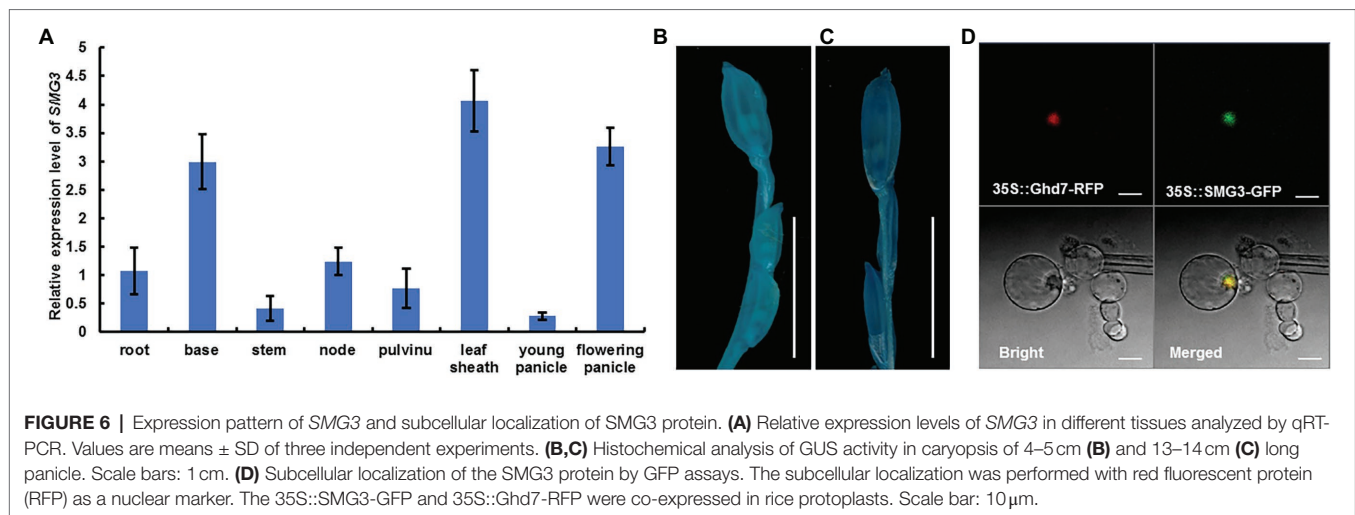 A
B
C
D
Relative expression level of SMG3
5
4.5
4
3.5
3
2.5
2
1.5
1
0.5
0
root
base
stem
node
pulvinu
leaf
sheath
young
panicle
flowering
panicle
35S::Ghd7-RFP
35S::SMG3-GFP
Bright
Merged
FIGURE 6 | Expression pattern of SMG3 and subcellular localization of SMG3 protein. (A) Relative expression levels of SMG3 in different tissues analyzed by qRT-
PCR. Values are means ± SD of three independent experiments. (B,C) Histochemical analysis of GUS activity in caryopsis of 4–5 cm (B) and 13–14 cm (C) long
panicle. Scale bars: 1 cm. (D) Subcellular localization of the SMG3 protein by GFP assays. The subcellular localization was performed with red fluorescent protein
(RFP) as a nuclear marker. The 35S::SMG3-GFP and 35S::Ghd7-RFP were co-expressed in rice protoplasts. Scale bar: 10 μm.